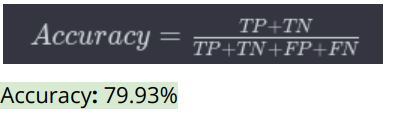 Accuracy = TP+TN / TP+TN+FP+FN
Accuracy: 79.93%